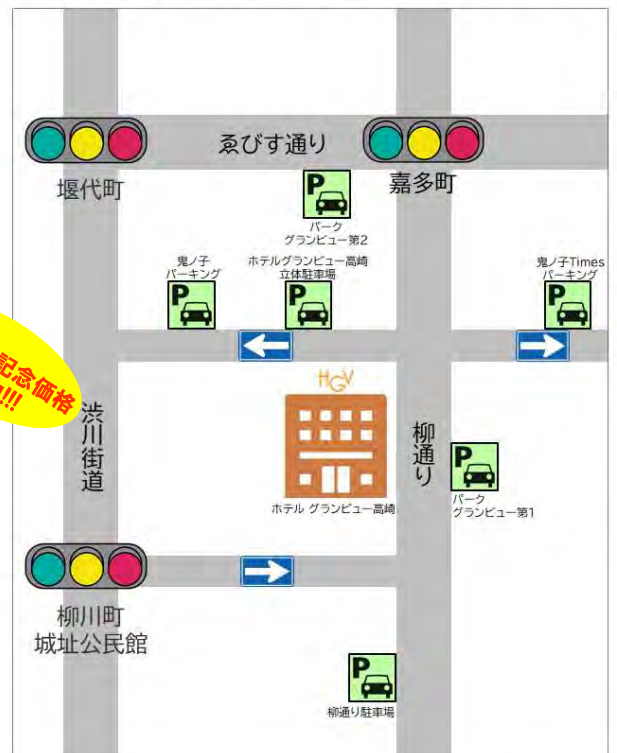 ゑびす通り
堰代町
嘉多町
P
パーク
グランビュー第2
鬼ノ子
パーキング
P
ホテルグランビュー高崎
立体駐車場
P
鬼ノ子Times
パーキング
P
記念価格
!!!
HGV
渋川街道
柳通り
P
パーク
グランビュー第1
ホテル グランビュー高崎
柳川町
城址公民館
P
柳通り駐車場